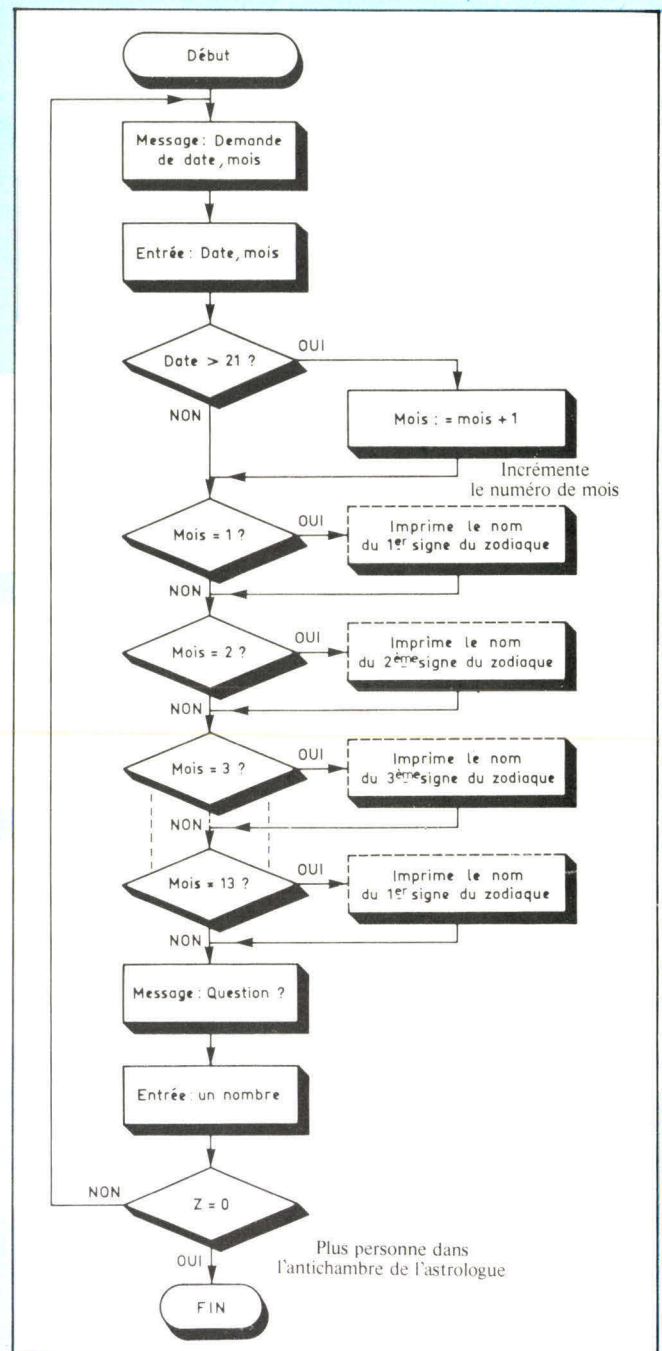 Début
Message: Demande
de date, mois
Entrée: Date, mois
Date > 21 ?
OUI
NON
Mois : = mois + 1
Incrémente
le numéro de mois
Mois = 1 ?
OUI
Imprime le nom
du 1er signe du zodiaque
NON
Mois = 2 ?
OUI
Imprime le nom
du 2ème signe du zodiaque
NON
Mois = 3 ?
OUI
Imprime le nom
du 3ème signe du zodiaque
NON
Mois = 13 ?
OUI
Imprime le nom
du 1er signe du zodiaque
NON
Message: Question ?
Entrée: un nombre
NON
Z = 0
OUI
Plus personne dans
l'antichambre de l'astrologue
FIN